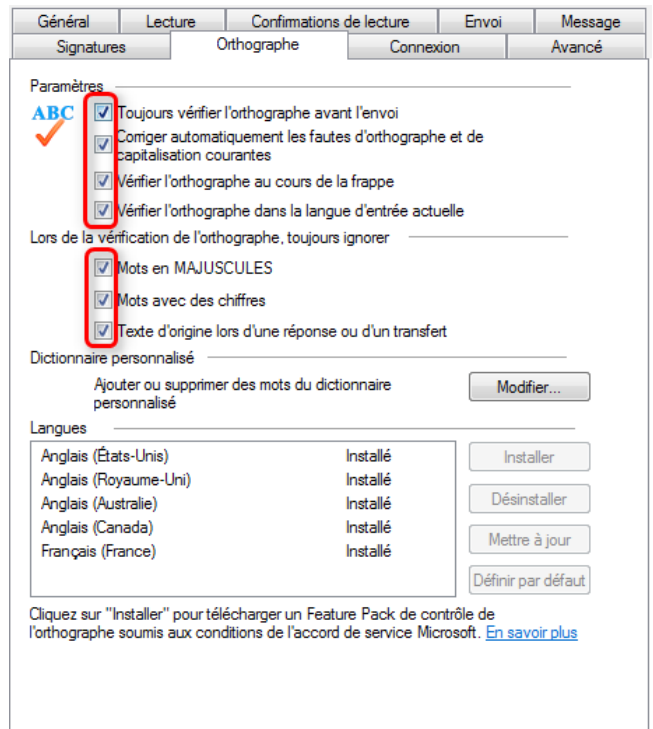 Général Lecture Confirmations de lecture Envoi Message
Signatures Orthographe Connexion Avancé
Paramètres
ABC Toujours vérifier l'orthographe avant l'envoi
Corriger automatiquement les fautes d'orthographe et de
capitalisation courantes
Vérifier l'orthographe au cours de la frappe
Vérifier l'orthographe dans la langue d'entrée actuelle
Lors de la vérification de l'orthographe, toujours ignorer
Mots en MAJUSCULES
Mots avec des chiffres
Texte d'origine lors d'une réponse ou d'un transfert
Dictionnaire personnalisé
Ajouter ou supprimer des mots du dictionnaire
personnalisé
Modifier...
Langues
Anglais (États-Unis) Installé
Anglais (Royaume-Uni) Installé
Anglais (Australie) Installé
Anglais (Canada) Installé
Français (France) Installé
Installer
Désinstaller
Mettre à jour
Définir par défaut
Cliquez sur "Installer" pour télécharger un Feature Pack de contrôle de
l'orthographe soumis aux conditions de l'accord de service Microsoft. En savoir plus